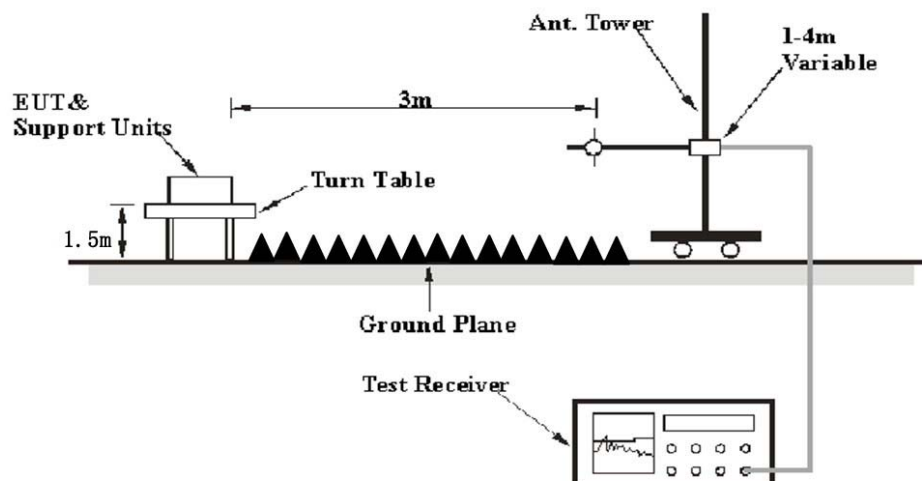 Ant. Tower
1-4m
Variable
3m
EUT&
Support Units
Turn Table
1.5m
Ground Plane
Test Receiver